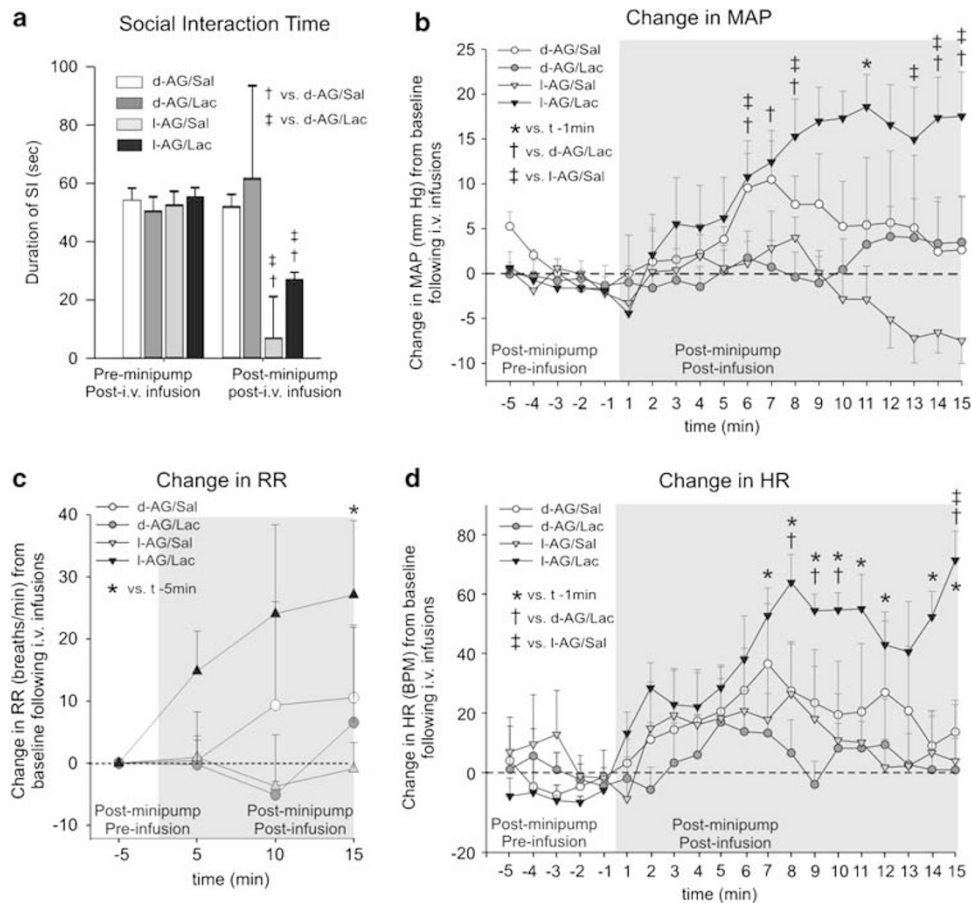 a
Social Interaction Time
Duration of SI (sec)
100
80
60
40
20
0
d-AG/Sal
d-AG/Lac
l-AG/Sal
l-AG/Lac
† vs. d-AG/Sal
‡ vs. d-AG/Lac
‡
†
‡
†
Pre-minipump
Post-i.v. infusion
Post-minipump
post-i.v. infusion
b
Change in MAP
Change in MAP (mm Hg) from baseline
following i.v. infusions
25
20
15
10
5
0
-5
-10
d-AG/Sal
d-AG/Lac
l-AG/Sal
l-AG/Lac
* vs. t -1min
† vs. d-AG/Lac
‡ vs. l-AG/Sal
‡
†
†
‡
†
*
‡
‡
†
‡
†
Post-minipump
Pre-infusion
Post-minipump
Post-infusion
-5 -4 -3 -2 -1 1 2 3 4 5 6 7 8 9 10 11 12 13 14 15
time (min)
c
Change in RR
Change in RR (breaths/min) from
baseline following i.v. infusions
40
30
20
10
0
-10
d-AG/Sal
d-AG/Lac
l-AG/Sal
l-AG/Lac
* vs. t -5min
*
Post-minipump
Pre-infusion
Post-minipump
Post-infusion
-5 5 10 15
time (min)
d
Change in HR
Change in HR (BPM) from baseline
following i.v. infusions
80
60
40
20
0
-20
d-AG/Sal
d-AG/Lac
l-AG/Sal
l-AG/Lac
* vs. t -1min
† vs. d-AG/Lac
‡ vs. l-AG/Sal
*
*
†
*
†
*
†
*
*
*
‡
†
*
Post-minipump
Pre-infusion
Post-minipump
Post-infusion
-5 -4 -3 -2 -1 1 2 3 4 5 6 7 8 9 10 11 12 13 14 15
time (min)